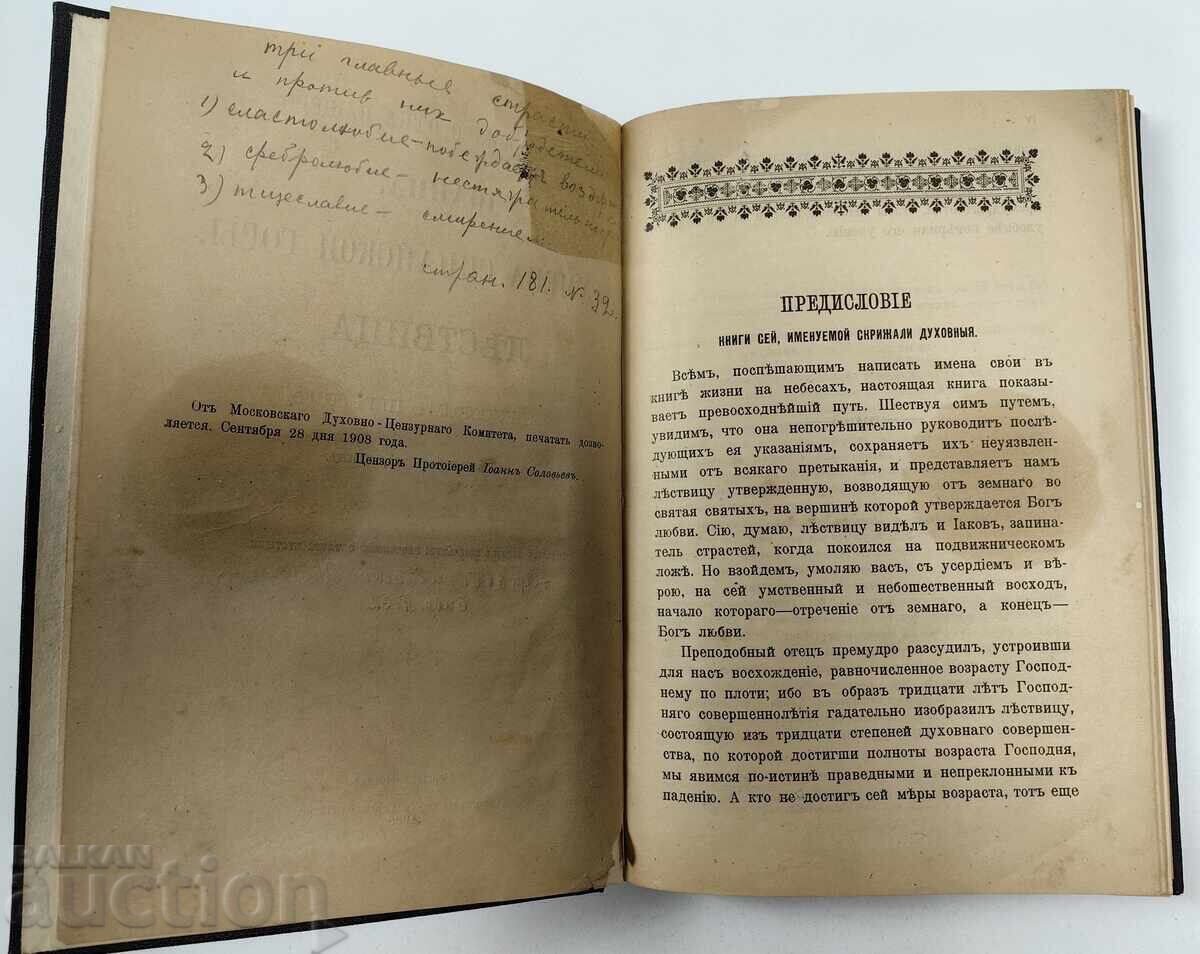 три главные страсти
и против них добродетели
1) сластолюбие – побеждает
2) сребролюбие – нестяжательн
3) тщеславие – смирением
стран. 181. № 39.
ЛѢСТВИЦА
Отъ Московскаго Духовно-Цензурнаго Комитета, печатать дозво-
ляется. Сентября 28 дня 1908 года.
Цензоръ Протоіерей Іоаннъ Соловьевъ.
ПРЕДИСЛОВІЕ
КНИГИ СЕЙ, ИМЕНУЕМОЙ СКРИЖАЛИ ДУХОВНЫЯ.
Всѣмъ, поспѣшающимъ написать имена свои въ
книгѣ жизни на небесахъ, настоящая книга показы-
ваетъ превосходнѣйшій путь. Шествуя симъ путемъ,
увидимъ, что она непогрѣшительно руководитъ послѣ-
дующихъ ея указаніямъ, сохраняетъ ихъ неуязвлен-
ными отъ всякаго претыканія, и представляетъ намъ
лѣствицу утвержденную, возводящую отъ земнаго во
святая святыхъ, на вершинѣ которой утверждается Богъ
любви. Сію, думаю, лѣствицу видѣлъ и Іаковъ, запина-
тель страстей, когда покоился на подвижническомъ
ложѣ. Но взойдемъ, умоляю васъ, съ усердіемъ и вѣ-
рою, на сей умственный и небошественный восходъ,
начало котораго—отреченіе отъ земнаго, а конецъ—
Богъ любви.
Преподобный отецъ премудро разсудилъ, устроивши
для насъ восхожденіе, равночисленное возрасту Господ-
нему по плоти; ибо въ образъ тридцати лѣтъ Господ-
няго совершеннолѣтія гадательно изобразилъ лѣствицу,
состоящую изъ тридцати степеней духовнаго совершен-
ства, по которой достигши полноты возраста Господня,
мы явимся по-истинѣ праведными и непреклонными къ
паденію. А кто не достигъ сей мѣры возраста, тотъ еще
BALKAN
auction